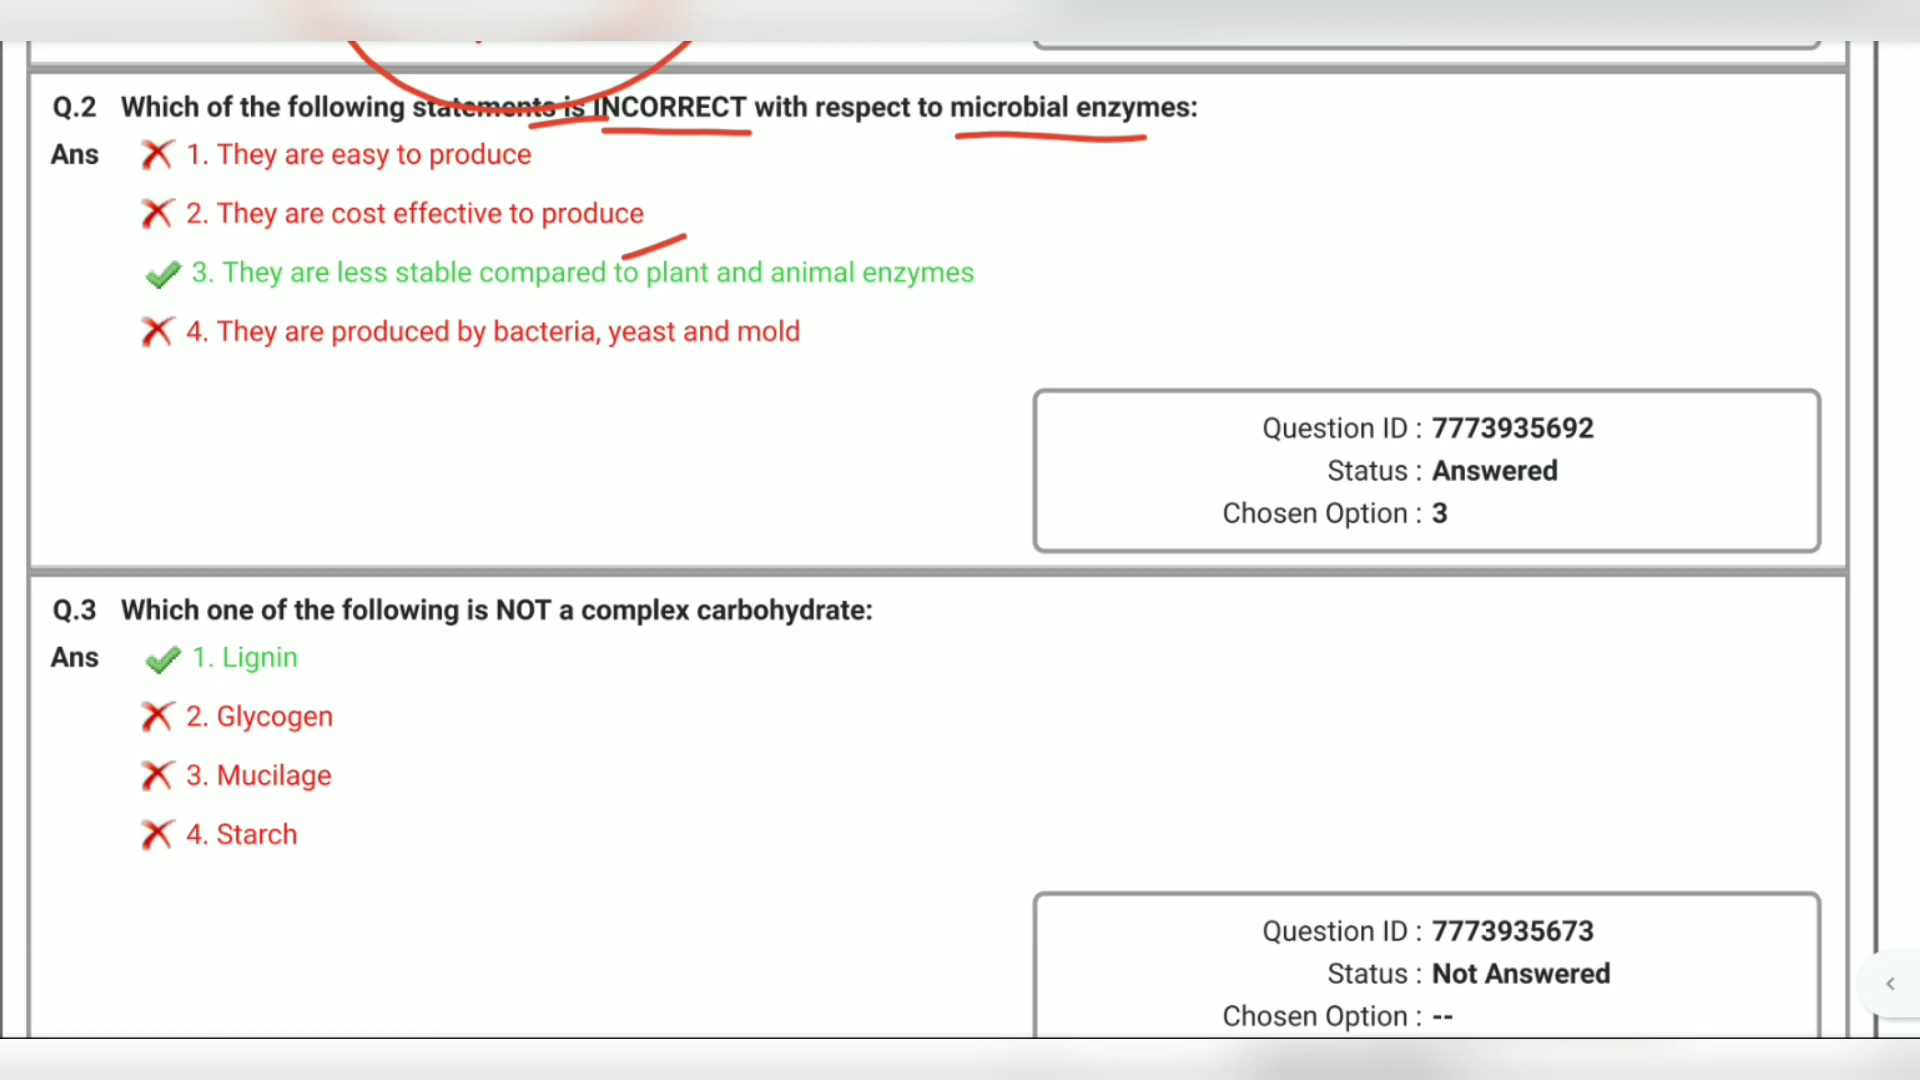 Q.2 Which of the following statements is INCORRECT with respect to microbial enzymes:
Ans 1. They are easy to produce
2. They are cost effective to produce
3. They are less stable compared to plant and animal enzymes
4. They are produced by bacteria, yeast and mold
Question ID : 7773935692
Status : Answered
Chosen Option : 3
Q.3 Which one of the following is NOT a complex carbohydrate:
Ans 1. Lignin
2. Glycogen
3. Mucilage
4. Starch
Question ID : 7773935673
Status : Not Answered
Chosen Option : --